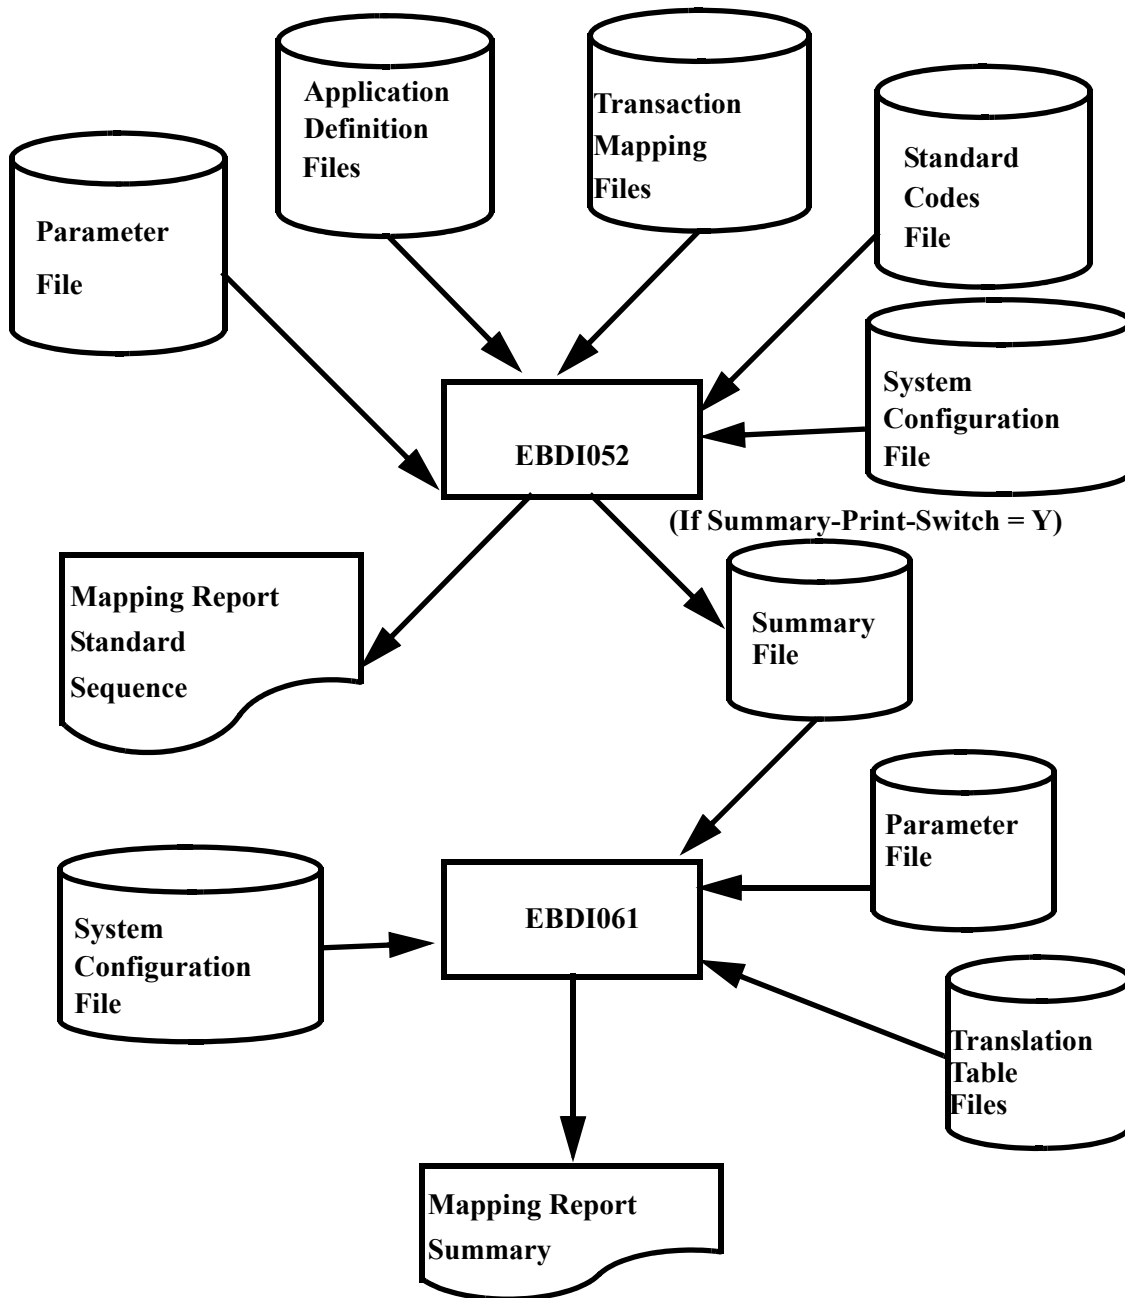 Application
Definition
Files
Transaction
Mapping
Files
Standard
Codes
File
Parameter
File
System
Configuration
File
EBDI052
(If Summary-Print-Switch = Y)
Mapping Report
Standard
Sequence
Summary
File
Parameter
File
System
Configuration
File
EBDI061
Translation
Table
Files
Mapping Report
Summary